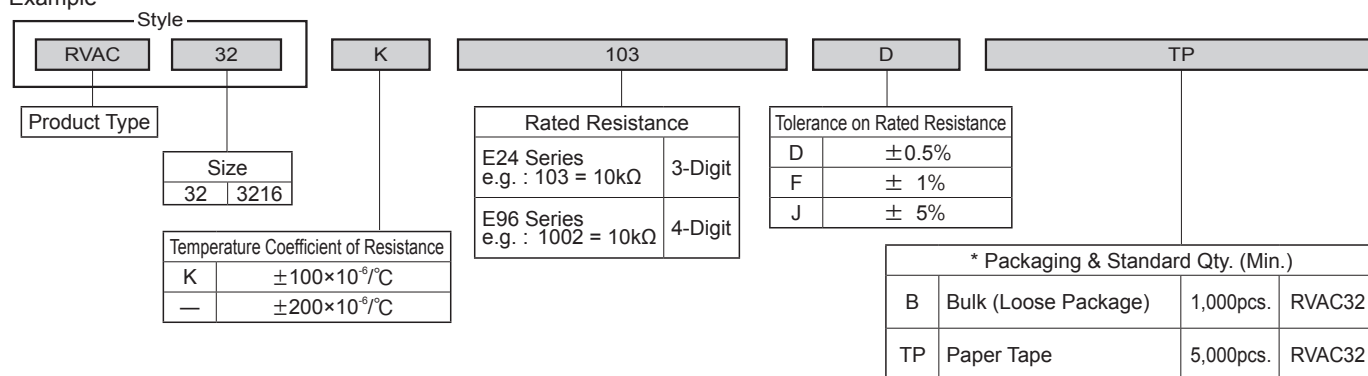 Example
Style
RVAC 32 K 103 D TP
Product Type
Size
32 3216
Temperature Coefficient of Resistance
K ±100×10⁻⁶/℃
— ±200×10⁻⁶/℃
Rated Resistance
E24 Series
e.g. : 103 = 10kΩ
3-Digit
E96 Series
e.g. : 1002 = 10kΩ
4-Digit
Tolerance on Rated Resistance
D ±0.5%
F ± 1%
J ± 5%
* Packaging & Standard Qty. (Min.)
B Bulk (Loose Package) 1,000pcs. RVAC32
TP Paper Tape 5,000pcs. RVAC32